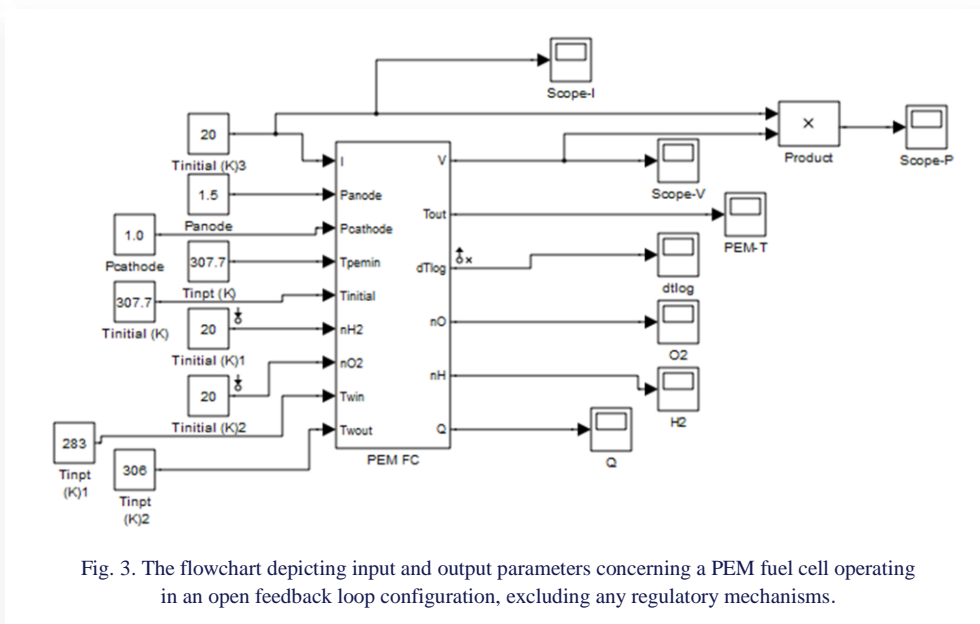 Scope-I
×
Product
Scope-P
20
Tinitial (K)3
I
V
Scope-V
1.5
Panode
Panode
Tout
PEM-T
1.0
Pcathode
Pcathode
307.7
Tinpt (K)
Tpemin
dTlog
dtlog
307.7
Tinitial (K)
Tinitial
20
Tinitial (K)1
nH2
nO
O2
20
Tinitial (K)2
nO2
nH
H2
Twin
283
Tinpt
(K)1
306
Tinpt
(K)2
Twout
Q
Q
PEM FC
Fig. 3. The flowchart depicting input and output parameters concerning a PEM fuel cell operating
in an open feedback loop configuration, excluding any regulatory mechanisms.